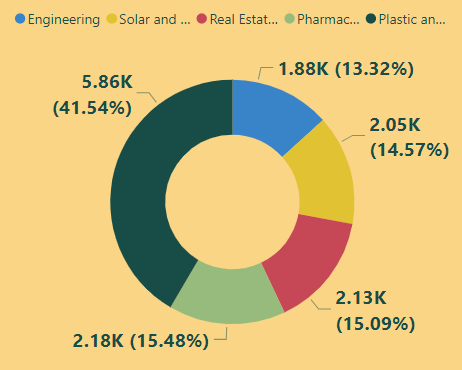 Engineering Solar and ... Real Estat... Pharmac... Plastic an...
5.86K
(41.54%)
1.88K (13.32%)
2.05K
(14.57%)
2.13K
(15.09%)
2.18K (15.48%)